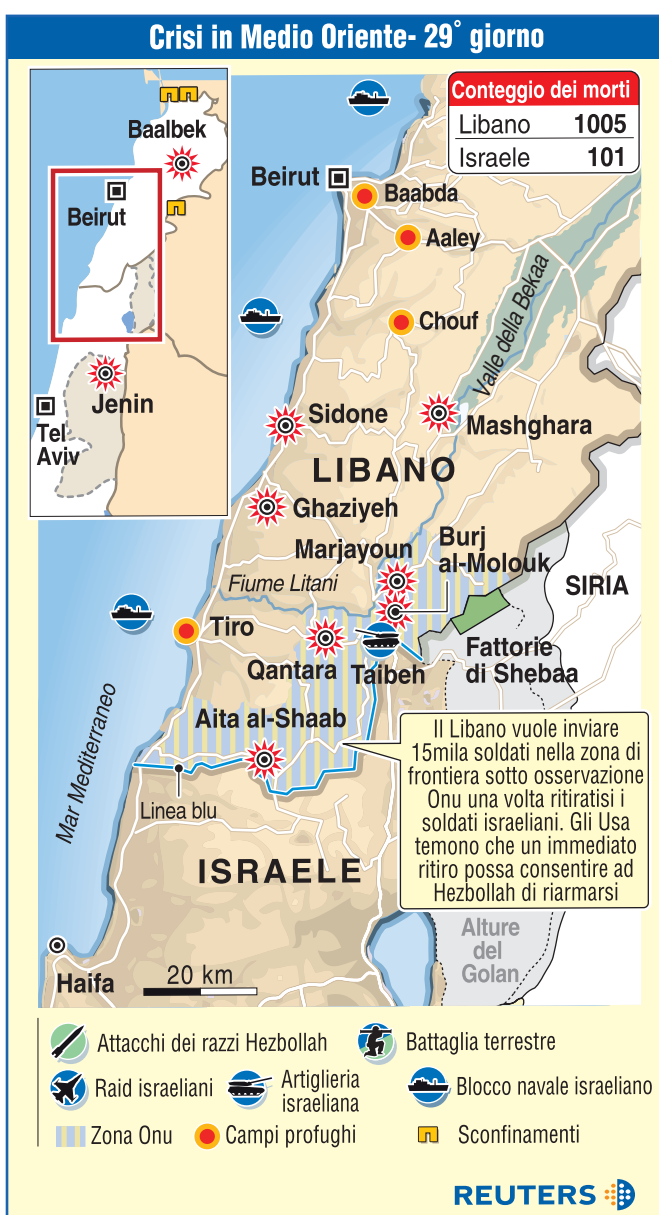 Crisi in Medio Oriente- 29° giorno
Conteggio dei morti
Libano 1005
Israele 101
Baalbek
Beirut
Jenin
Tel
Aviv
Beirut
Baabda
Aaley
Chouf
Valle della Bekaa
Sidone
Mashghara
LIBANO
Ghaziyeh
Marjayoun
Burj
al-Molouk
Fiume Litani
SIRIA
Tiro
Qantara
Taibeh
Fattorie
di Shebaa
Aita al-Shaab
Mar Mediterraneo
Linea blu
Il Libano vuole inviare
15mila soldati nella zona di
frontiera sotto osservazione
Onu una volta ritiratisi i
soldati israeliani. Gli Usa
temono che un immediato
ritiro possa consentire ad
Hezbollah di riarmarsi
ISRAELE
Alture
del
Golan
Haifa
20 km
Attacchi dei razzi Hezbollah
Battaglia terrestre
Raid israeliani
Artiglieria
israeliana
Blocco navale israeliano
Zona Onu
Campi profughi
Sconfinamenti
REUTERS